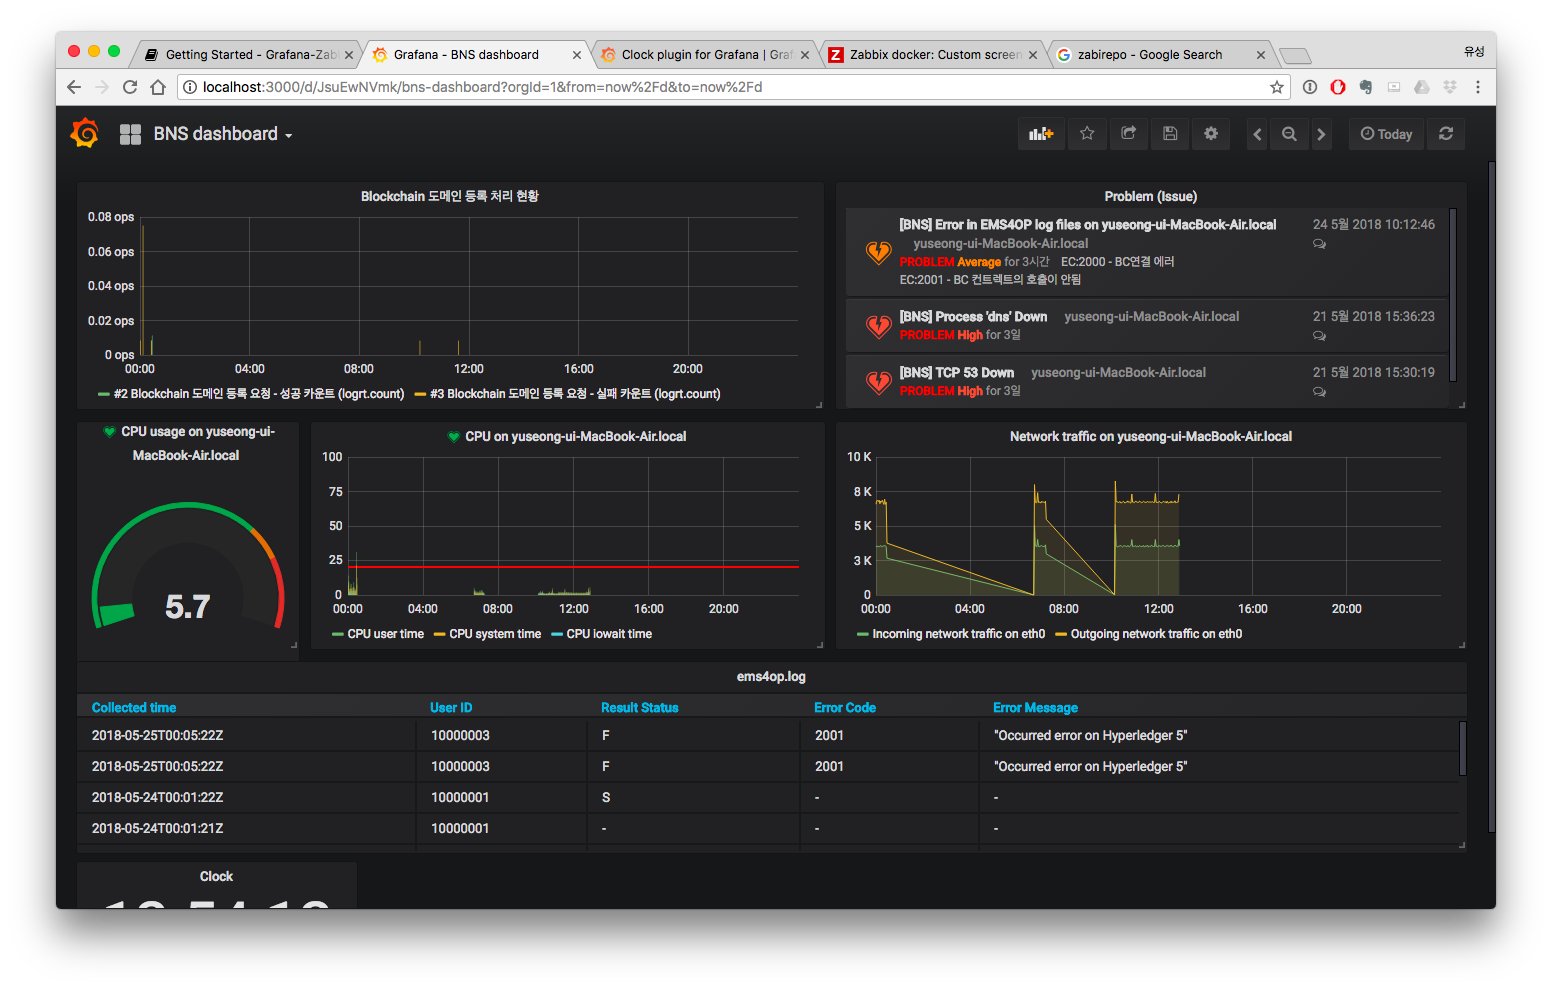 Getting Started - Grafana-Zab
Grafana - BNS dashboard
Clock plugin for Grafana | Graf
Zabbix docker: Custom screen
zabirepo - Google Search
유성
localhost:3000/d/JsuEwNVmk/bns-dashboard?orgId=1&from=now%2Fd&to=now%2Fd
BNS dashboard
Today
Blockchain 도메인 등록 처리 현황
0.08 ops
0.06 ops
0.04 ops
0.02 ops
0 ops
00:00 04:00 08:00 12:00 16:00 20:00
#2 Blockchain 도메인 등록 요청 - 성공 카운트 (logrt.count) #3 Blockchain 도메인 등록 요청 - 실패 카운트 (logrt.count)
Problem (Issue)
[BNS] Error in EMS4OP log files on yuseong-ui-MacBook-Air.local 24 5월 2018 10:12:46
yuseong-ui-MacBook-Air.local
PROBLEM Average for 3시간 EC:2000 - BC연결 에러
EC:2001 - BC 컨트렉트의 호출이 안됨
[BNS] Process 'dns' Down yuseong-ui-MacBook-Air.local 21 5월 2018 15:36:23
PROBLEM High for 3일
[BNS] TCP 53 Down yuseong-ui-MacBook-Air.local 21 5월 2018 15:30:19
PROBLEM High for 3일
CPU usage on yuseong-ui-
MacBook-Air.local
5.7
CPU on yuseong-ui-MacBook-Air.local
100
75
50
25
0
00:00 04:00 08:00 12:00 16:00 20:00
CPU user time CPU system time CPU iowait time
Network traffic on yuseong-ui-MacBook-Air.local
10 K
8 K
5 K
3 K
0
00:00 04:00 08:00 12:00 16:00 20:00
Incoming network traffic on eth0 Outgoing network traffic on eth0
ems4op.log
Collected time User ID Result Status Error Code Error Message
2018-05-25T00:05:22Z 10000003 F 2001 "Occurred error on Hyperledger 5"
2018-05-25T00:05:22Z 10000003 F 2001 "Occurred error on Hyperledger 5"
2018-05-24T00:01:22Z 10000001 S - -
2018-05-24T00:01:21Z 10000001 - - -
Clock